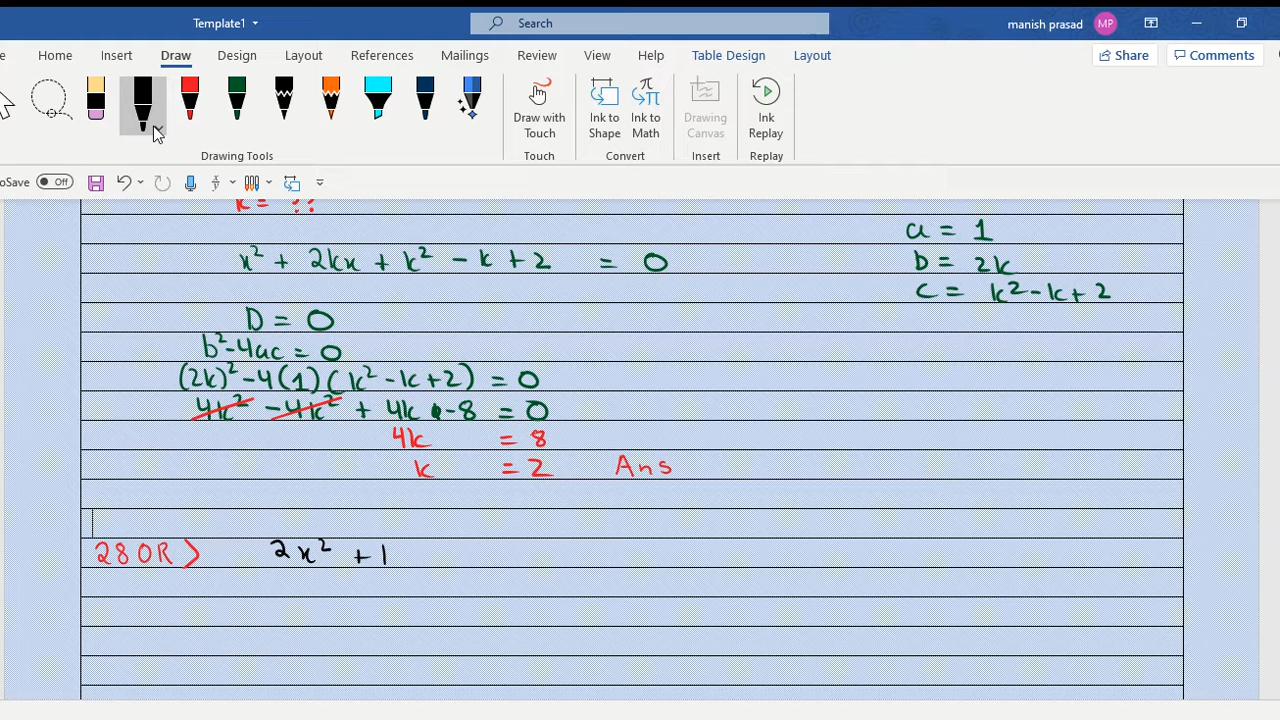 Template1
Search
manish prasad
MP
Home Insert Draw Design Layout References Mailings Review View Help Table Design Layout
Share
Comments
Draw with Touch
Ink to Shape
Ink to Math
Drawing Canvas
Ink Replay
Drawing Tools
Touch
Convert
Insert
Replay
oSave
Off
k = ??
a = 1
x² + 2kx + k² - k + 2 = 0
b = 2k
c = k² - k + 2
D = 0
b² - 4ac = 0
(2k)² - 4(1)(k² - k + 2) = 0
4k² - 4k² + 4k - 8 = 0
4k = 8
k = 2 Ans
28OR> 2x² + 1